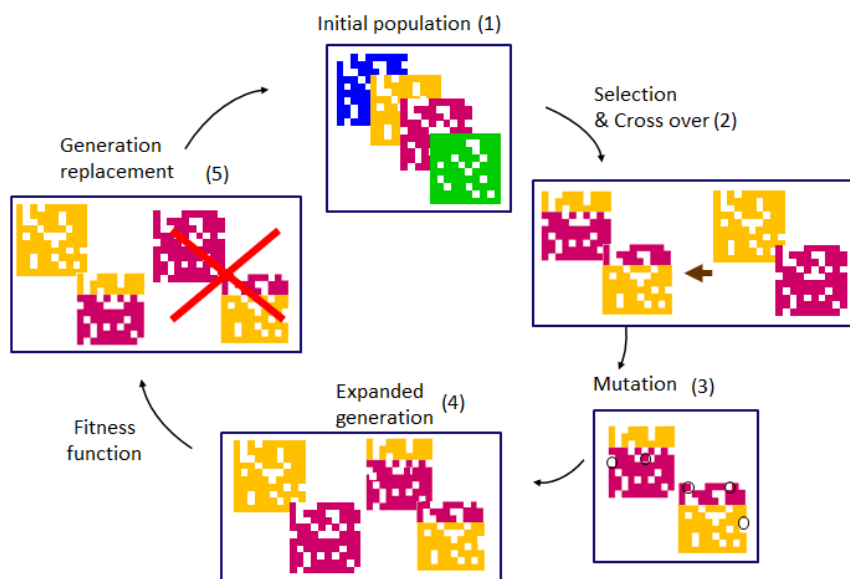 Initial population (1)
Selection
& Cross over (2)
Mutation (3)
Expanded
generation (4)
Fitness
function
Generation
replacement (5)